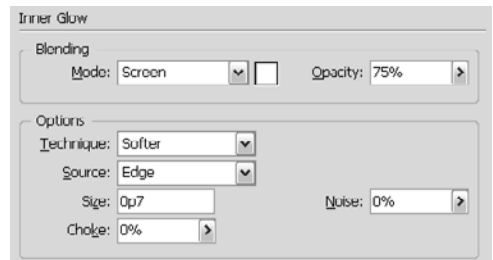 Inner Glow
Blending
Mode: Screen Opacity: 75%
Options
Technique: Softer
Source: Edge
Size: 0p7 Noise: 0%
Choke: 0%